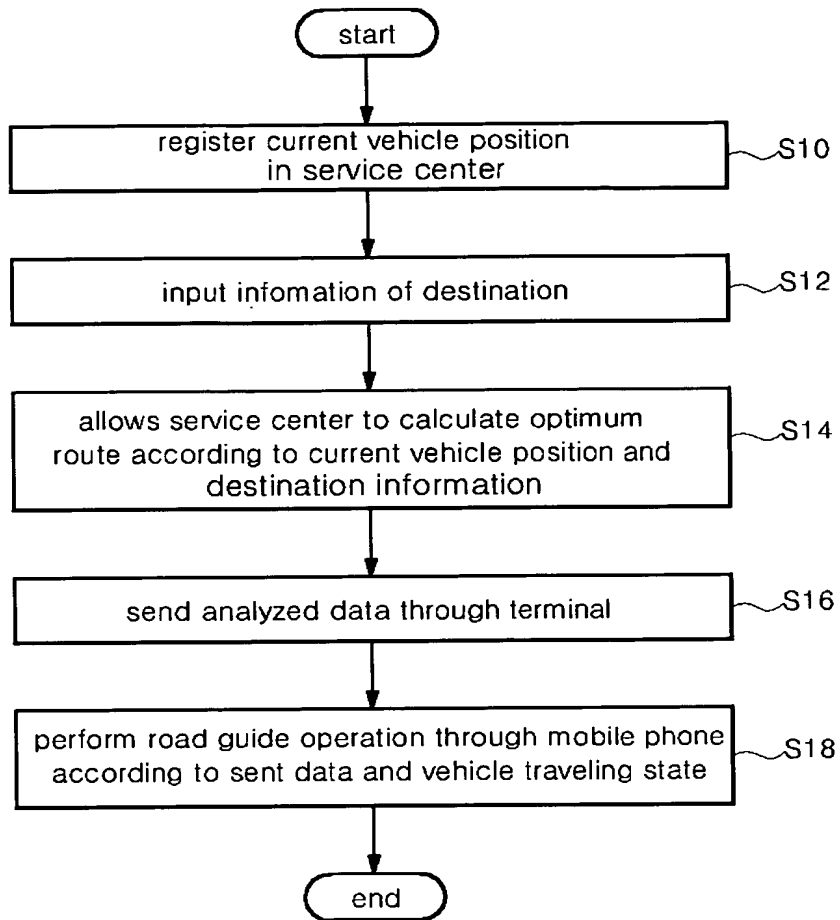 start
register current vehicle position
in service center
S10
input infomation of destination
S12
allows service center to calculate optimum
route according to current vehicle position and
destination information
S14
send analyzed data through terminal
S16
perform road guide operation through mobile phone
according to sent data and vehicle traveling state
S18
end